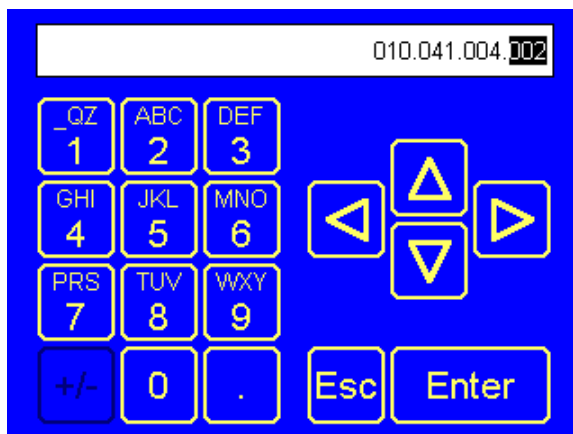 010.041.004.002
_QZ ABC DEF
1 2 3
GHI JKL MNO
4 5 6
PRS TUV WXY
7 8 9
+/- 0 . Esc Enter